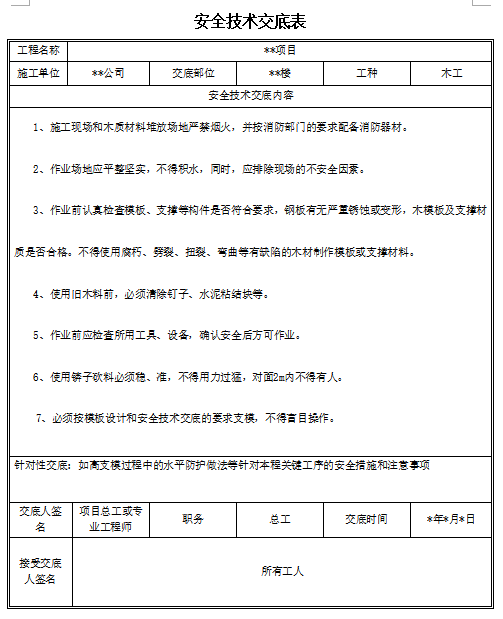 安全技术交底表
工程名称 **项目
施工单位 **公司 交底部位 **楼 工种 木工
安全技术交底内容
1、施工现场和木质材料堆放场地严禁烟火，并按消防部门的要求配备消防器材。
2、作业场地应平整坚实，不得积水，同时，应排除现场的不安全因素。
3、作业前认真检查模板、支撑等构件是否符合要求，钢板有无严重锈蚀或变形，木模板及支撑材
质是否合格。不得使用腐朽、劈裂、扭裂、弯曲等有缺陷的木材制作模板或支撑材料。
4、使用旧木料前，必须清除钉子、水泥粘结块等。
5、作业前应检查所用工具、设备，确认安全后方可作业。
6、使用锛子砍料必须稳、准，不得用力过猛，对面2m内不得有人。
7、必须按模板设计和安全技术交底的要求支模，不得盲目操作。
针对性交底：如高支模过程中的水平防护做法等针对本程关键工序的安全措施和注意事项
交底人签
名 项目总工或专
业工程师 职务 总工 交底时间 *年*月*日
接受交底
人签名 所有工人